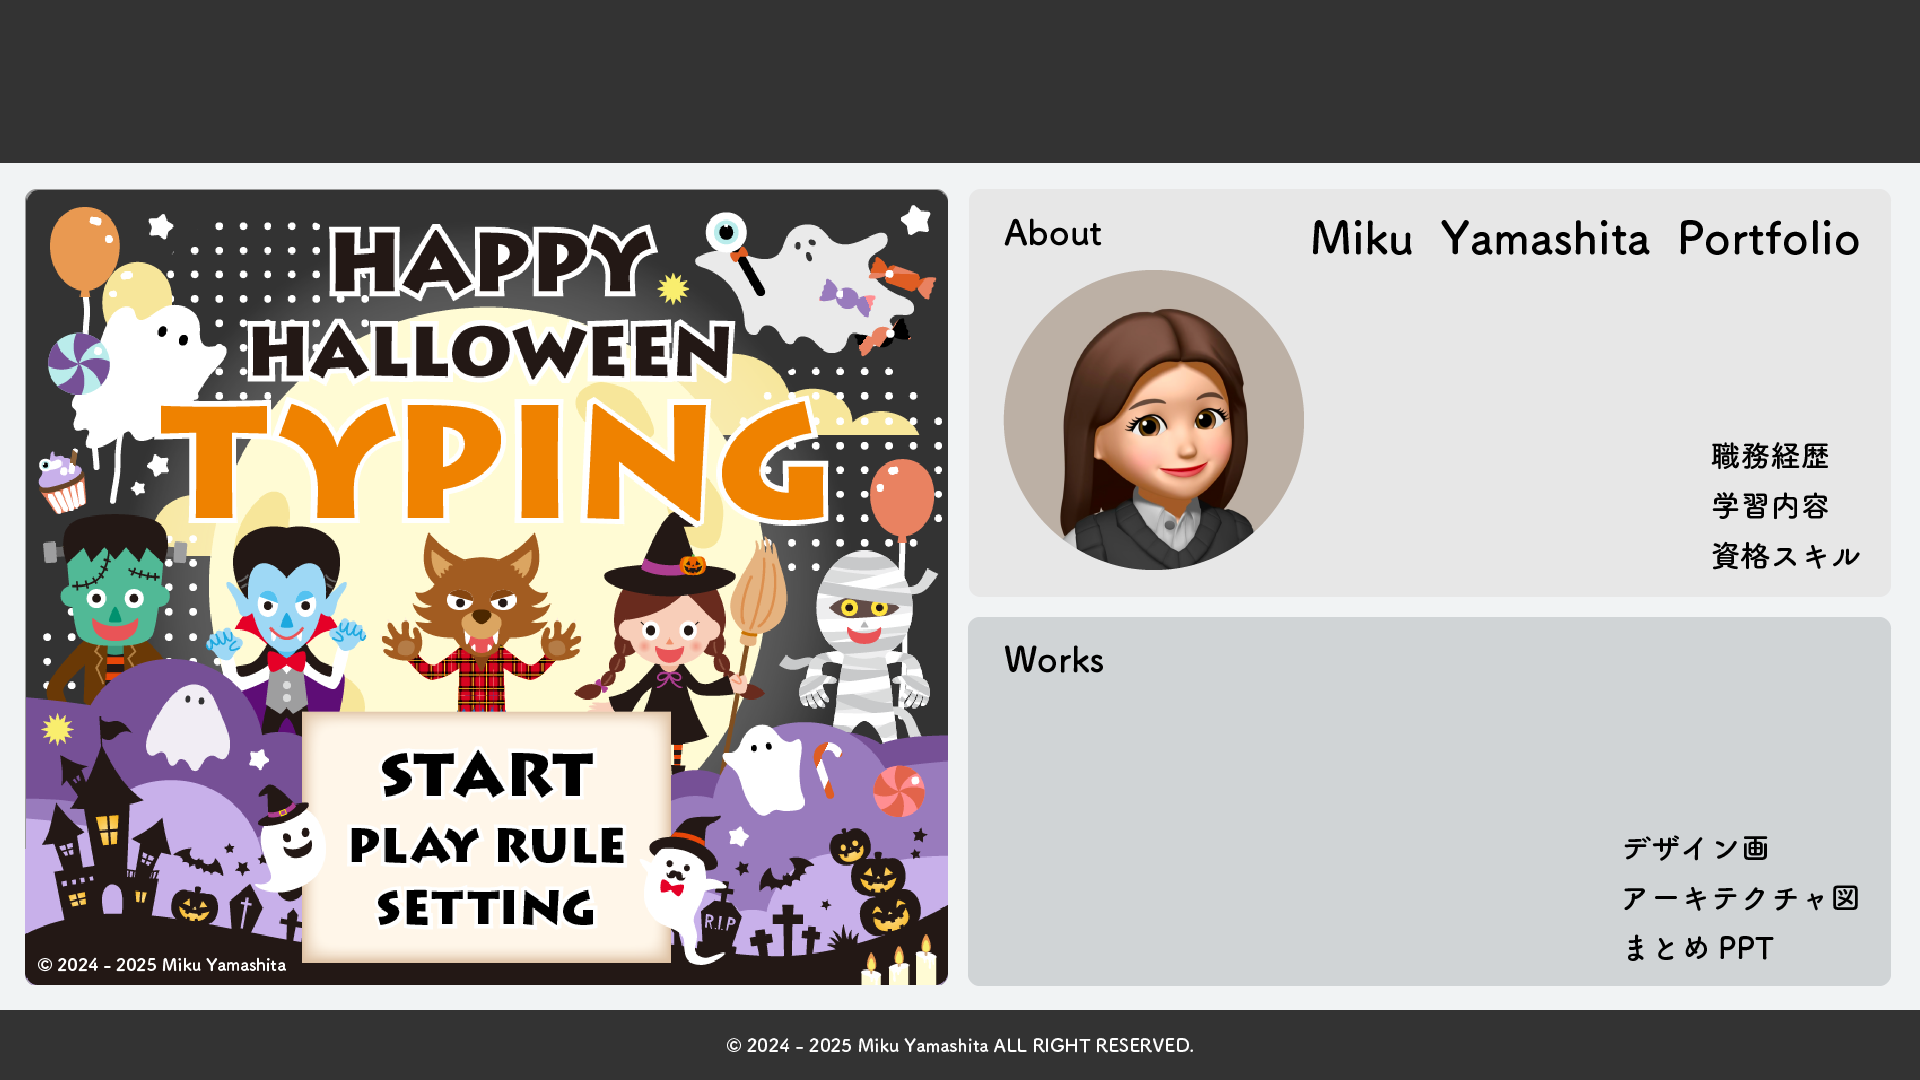 HAPPY
HALLOWEEN
TYPING
START
PLAY RULE
SETTING
R.I.P
© 2024 - 2025 Miku Yamashita
About
Miku Yamashita Portfolio
職務経歴
学習内容
資格スキル
Works
デザイン画
アーキテクチャ図
まとめ PPT
© 2024 - 2025 Miku Yamashita ALL RIGHT RESERVED.